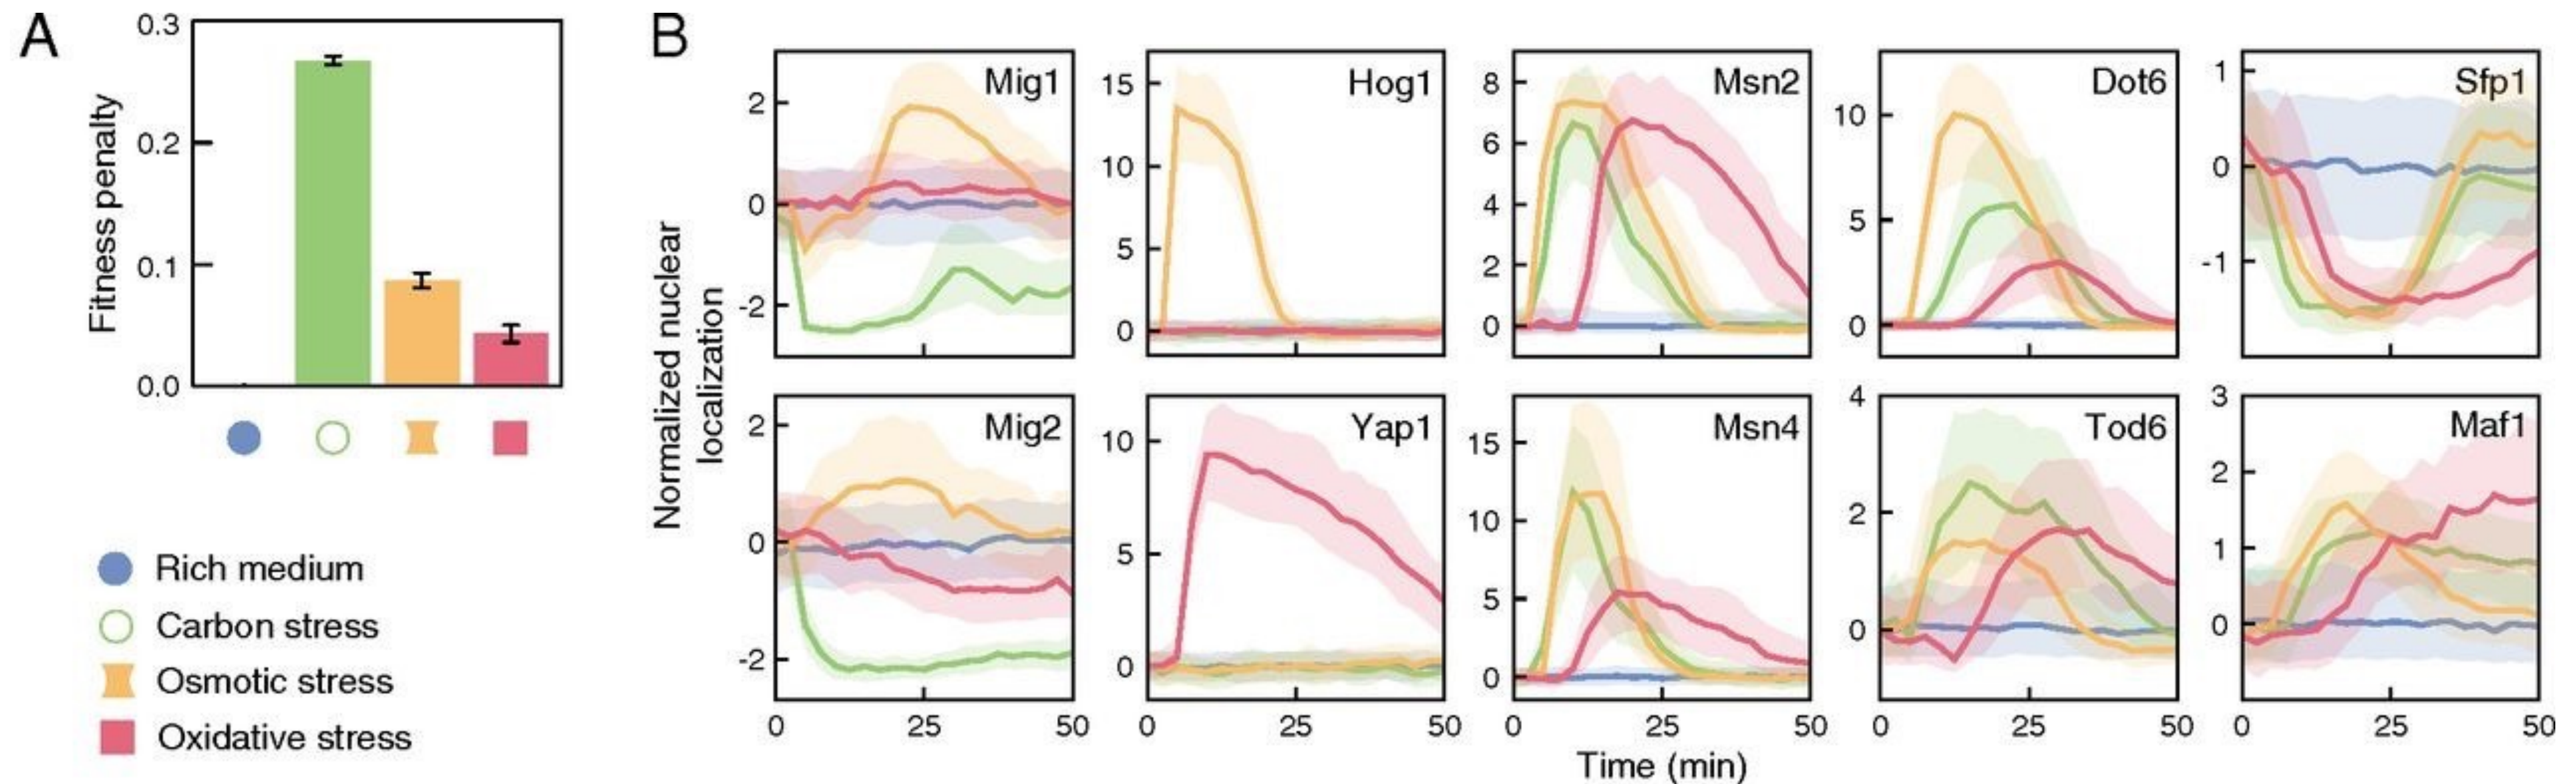 A
0.3
0.2
0.1
0.0
Fitness penalty
Rich medium
Carbon stress
Osmotic stress
Oxidative stress
B
Normalized nuclear
localization
Mig1
2
0
-2
Hog1
15
10
5
0
Msn2
8
6
4
2
0
Dot6
10
5
0
Sfp1
1
0
-1
Mig2
2
0
-2
0 25 50
Yap1
10
5
0
0 25 50
Msn4
15
10
5
0
0 25 50
Tod6
4
2
0
0 25 50
Maf1
3
2
1
0
0 25 50
Time (min)